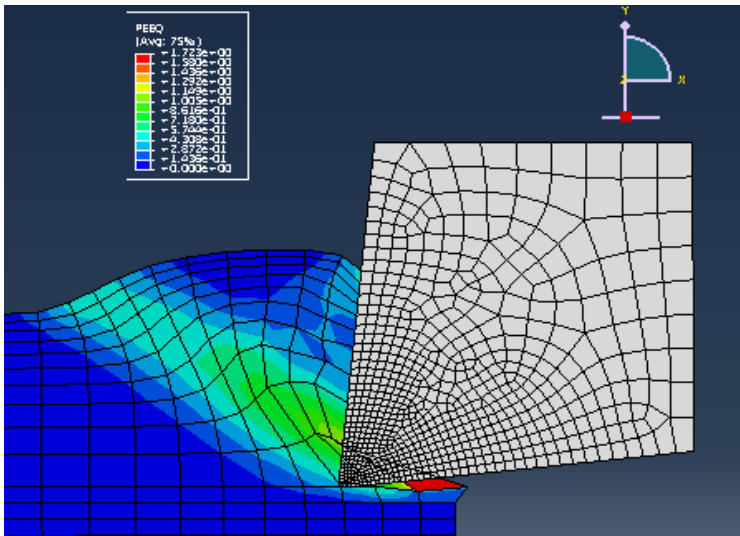 PEEQ
(Avg: 75%)
+1.723e+00
+1.580e+00
+1.436e+00
+1.292e+00
+1.149e+00
+1.005e+00
+8.616e-01
+7.180e-01
+5.744e-01
+4.308e-01
+2.872e-01
+1.436e-01
+0.000e+00
Y
Z
X